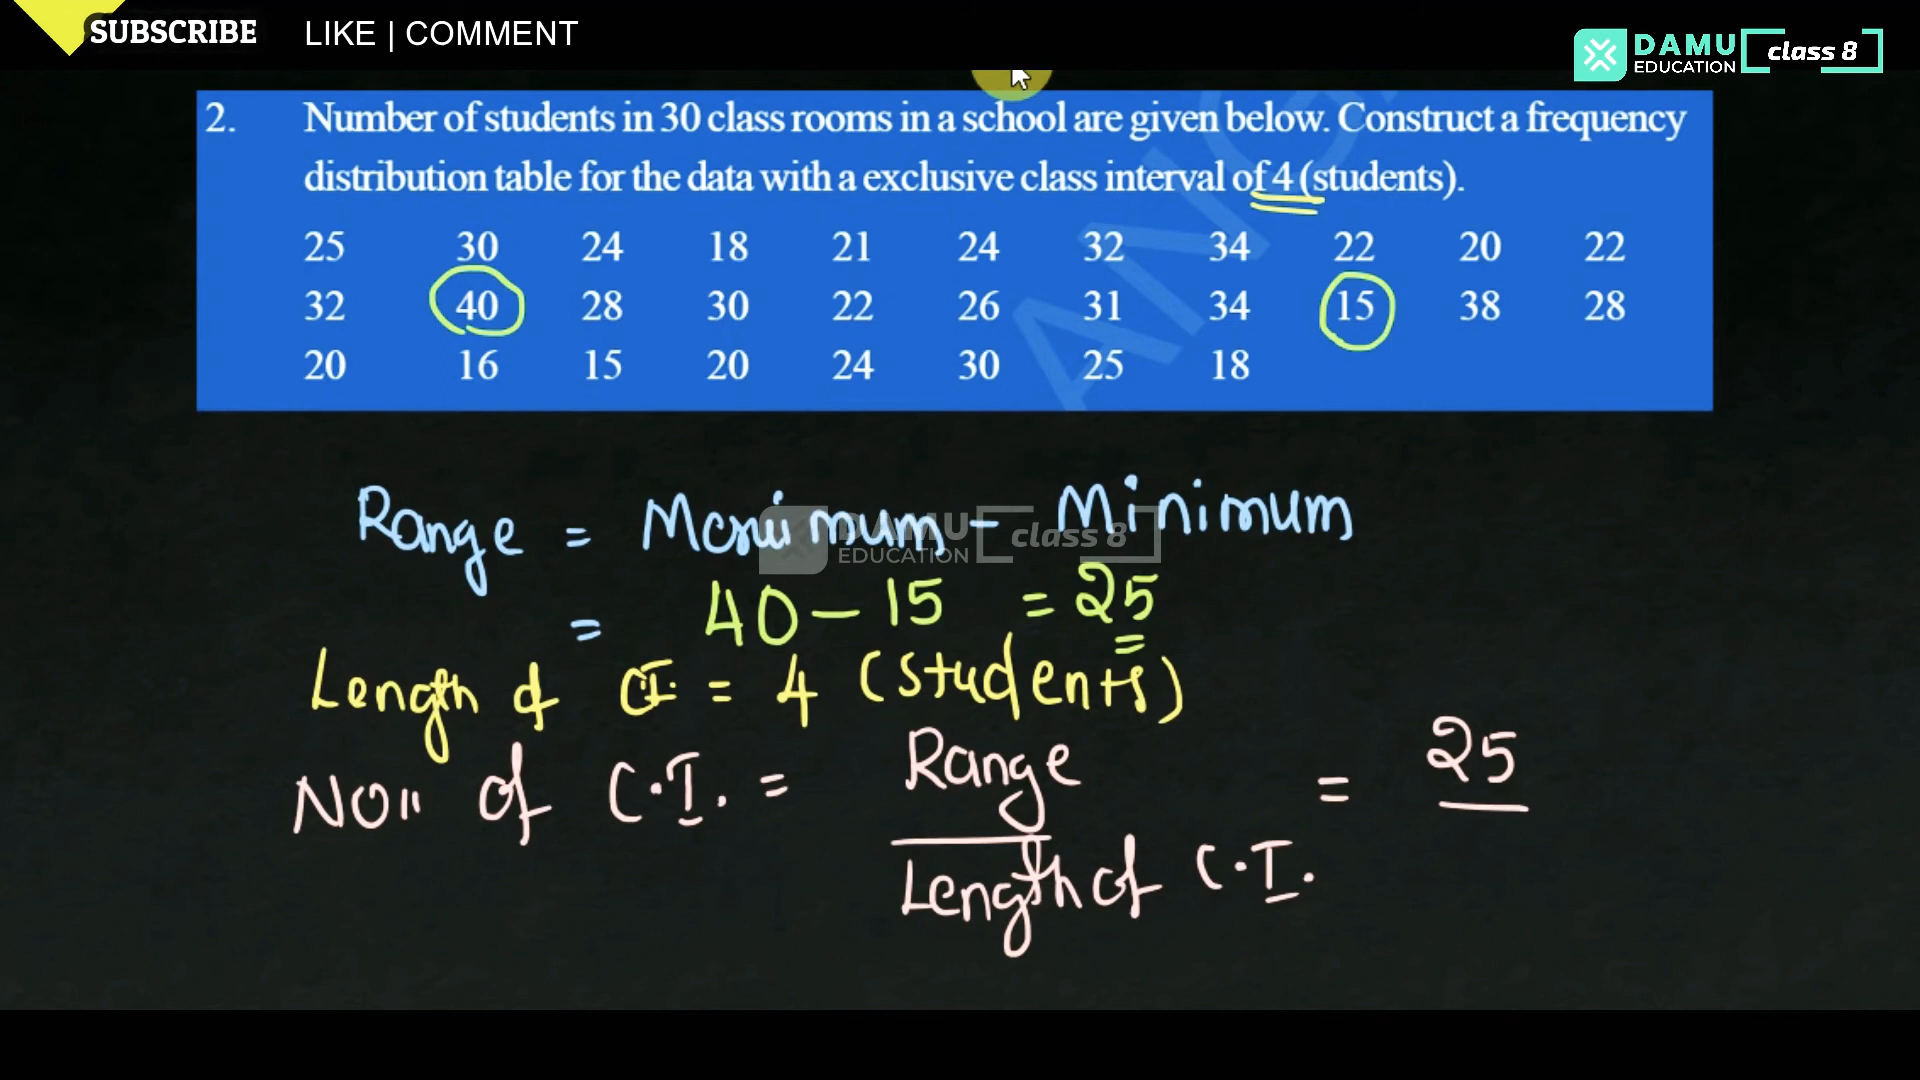 SUBSCRIBE LIKE | COMMENT
DAMU EDUCATION class 8
2. Number of students in 30 class rooms in a school are given below. Construct a frequency
distribution table for the data with a exclusive class interval of 4 (students).
25 30 24 18 21 24 32 34 22 20 22
32 40 28 30 22 26 31 34 15 38 28
20 16 15 20 24 30 25 18
Range = Maximum - Minimum
DAMU EDUCATION class 8
= 40 - 15 = 25
Length of C.I. = 4 (students)
No" of C.I. = Range = 25
Length of C.I.